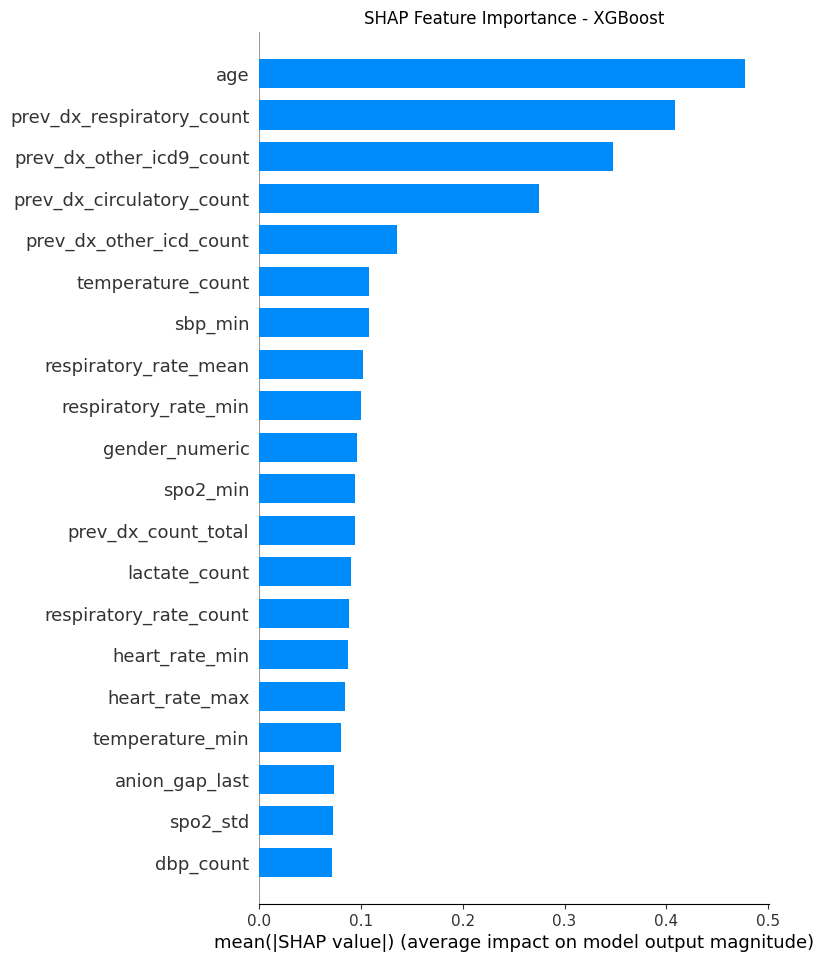 SHAP Feature Importance - XGBoost
age
prev_dx_respiratory_count
prev_dx_other_icd9_count
prev_dx_circulatory_count
prev_dx_other_icd_count
temperature_count
sbp_min
respiratory_rate_mean
respiratory_rate_min
gender_numeric
spo2_min
prev_dx_count_total
lactate_count
respiratory_rate_count
heart_rate_min
heart_rate_max
temperature_min
anion_gap_last
spo2_std
dbp_count
0.0 0.1 0.2 0.3 0.4 0.5
mean(|SHAP value|) (average impact on model output magnitude)